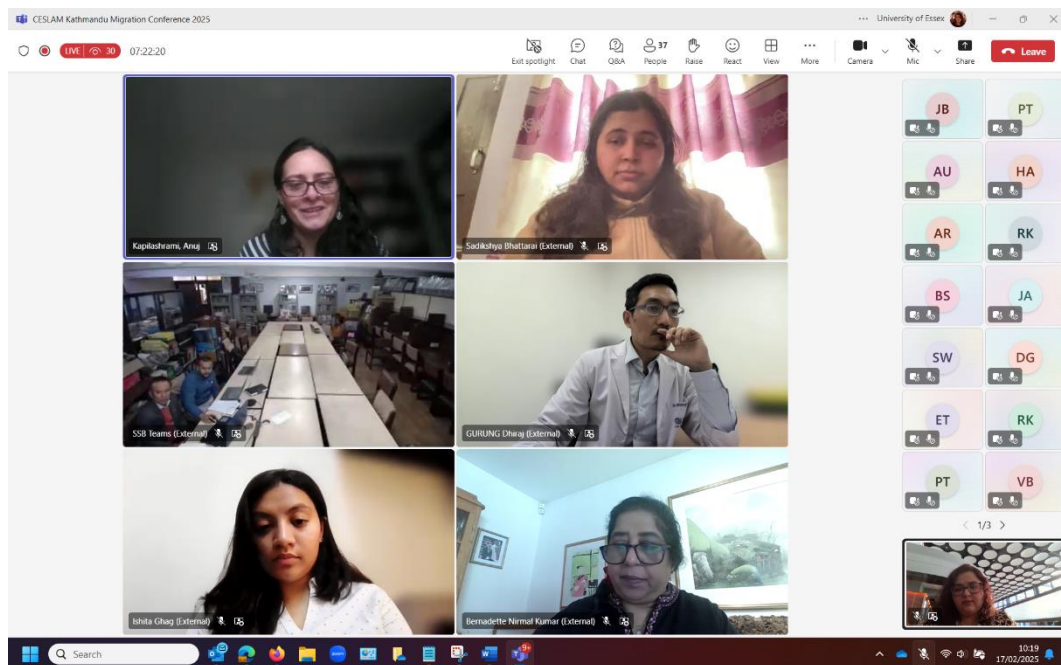 CESLAM Kathmandu Migration Conference 2025
University of Essex
LIVE 30 07:22:20
37
Exit spotlight Chat Q&A People Raise React View More Camera Mic Share Leave
JB PT
AU HA
Kapilashrami, Anuj
Sadikshya Bhattarai (External)
AR RK
BS JA
SW DG
SSB Teams (External)
GURUNG Dhiraj (External)
ET RK
PT VB
1/3
Ishita Ghag (External)
Bernadette Nirmal Kumar (External)
Search
9+
10:19
17/02/2025